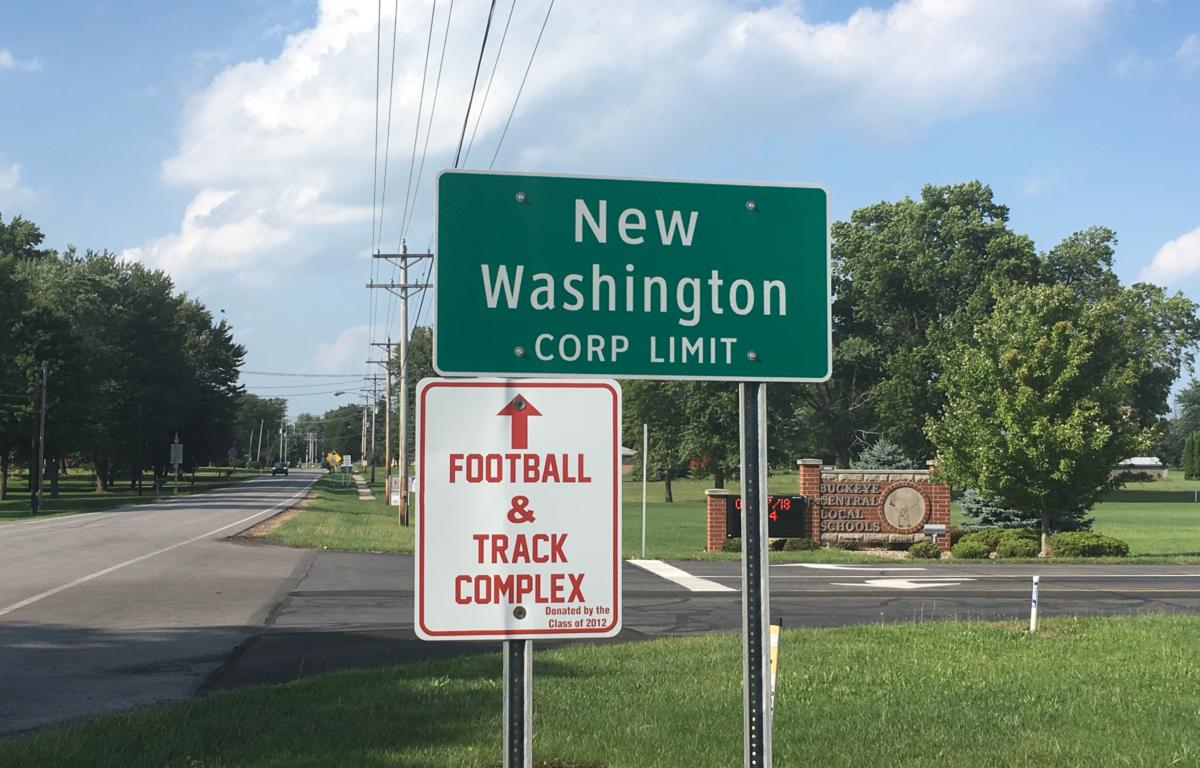 New
Washington
CORP LIMIT
FOOTBALL
&
TRACK
COMPLEX
Donated by the
Class of 2012
BUCKEYE
CENTRAL
LOCAL
SCHOOLS